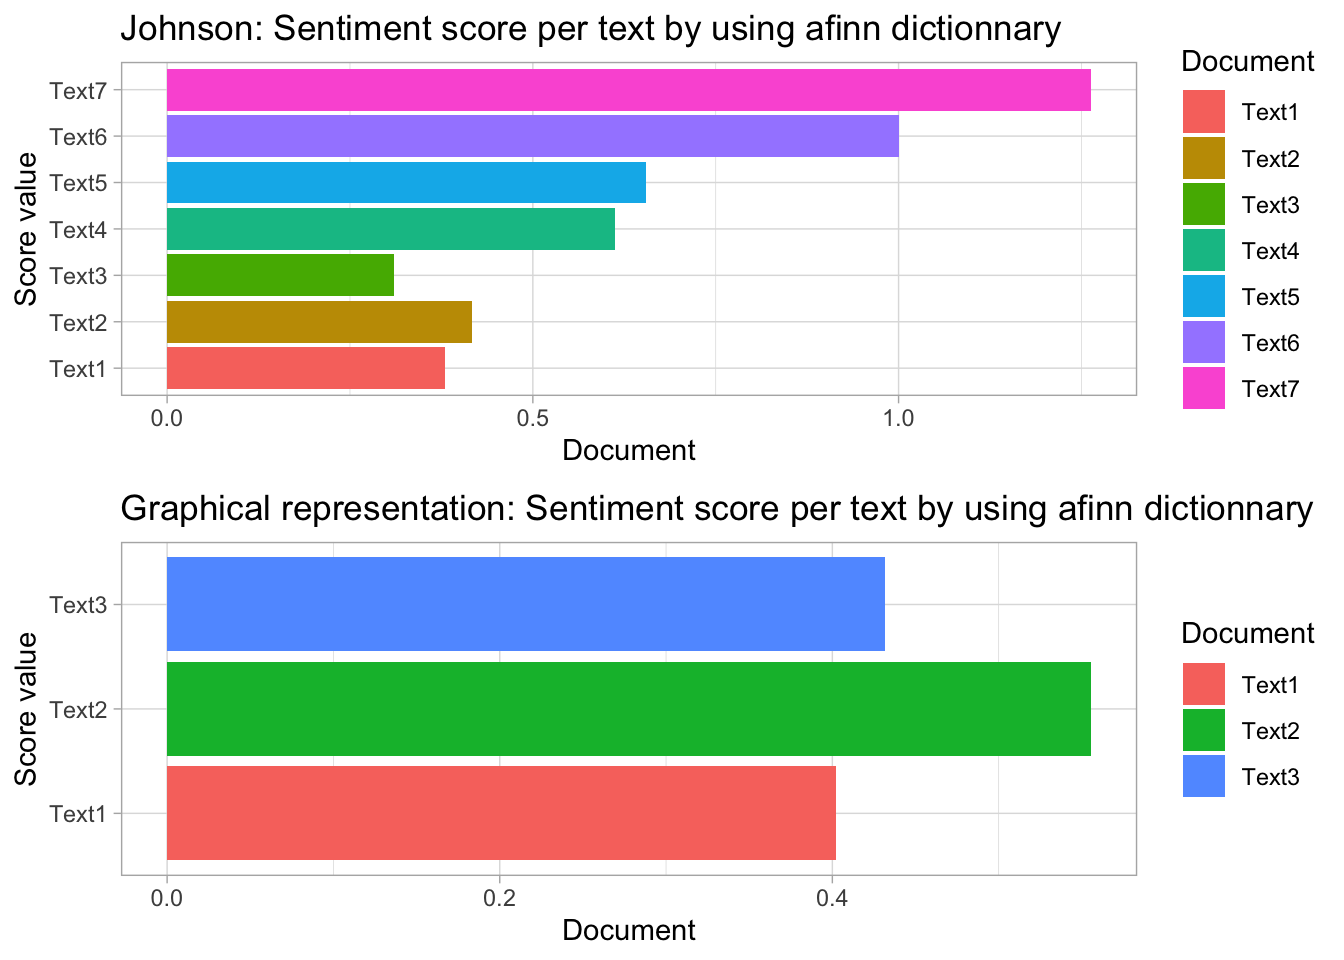 Johnson: Sentiment score per text by using afinn dictionnary
Score value
Text7
Text6
Text5
Text4
Text3
Text2
Text1
0.0 0.5 1.0
Document
Document
Text1
Text2
Text3
Text4
Text5
Text6
Text7
Graphical representation: Sentiment score per text by using afinn dictionnary
Score value
Text3
Text2
Text1
0.0 0.2 0.4
Document
Document
Text1
Text2
Text3